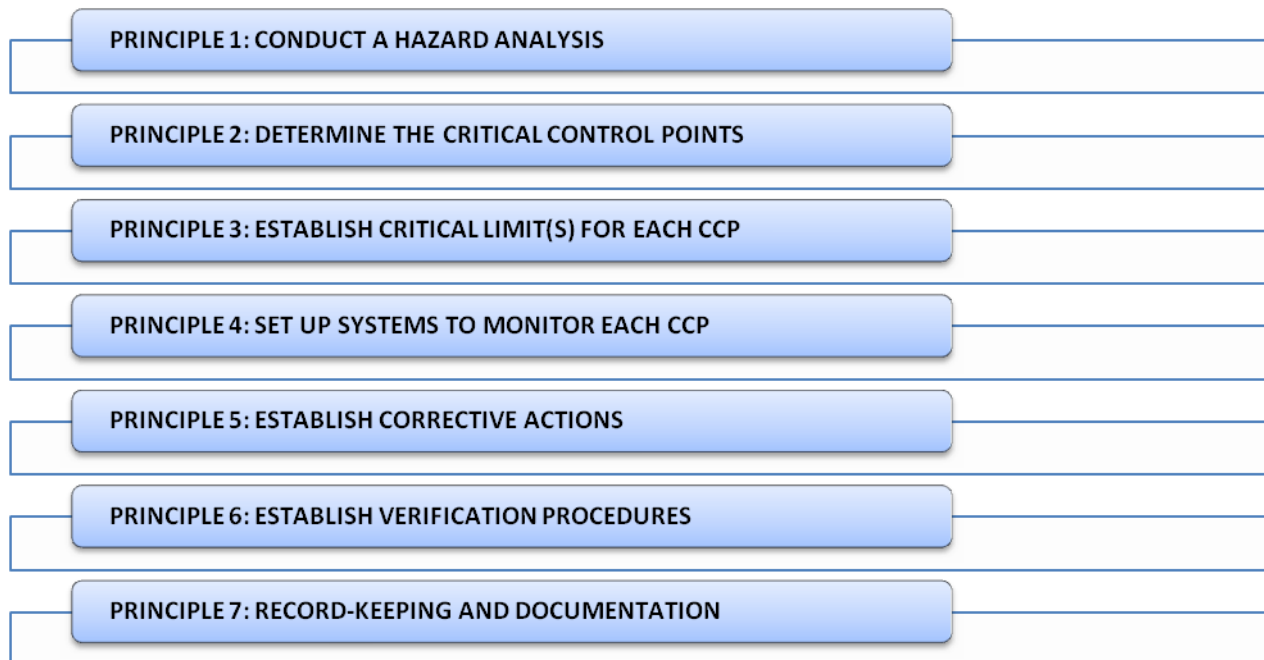 PRINCIPLE 1: CONDUCT A HAZARD ANALYSIS
PRINCIPLE 2: DETERMINE THE CRITICAL CONTROL POINTS
PRINCIPLE 3: ESTABLISH CRITICAL LIMIT(S) FOR EACH CCP
PRINCIPLE 4: SET UP SYSTEMS TO MONITOR EACH CCP
PRINCIPLE 5: ESTABLISH CORRECTIVE ACTIONS
PRINCIPLE 6: ESTABLISH VERIFICATION PROCEDURES
PRINCIPLE 7: RECORD-KEEPING AND DOCUMENTATION